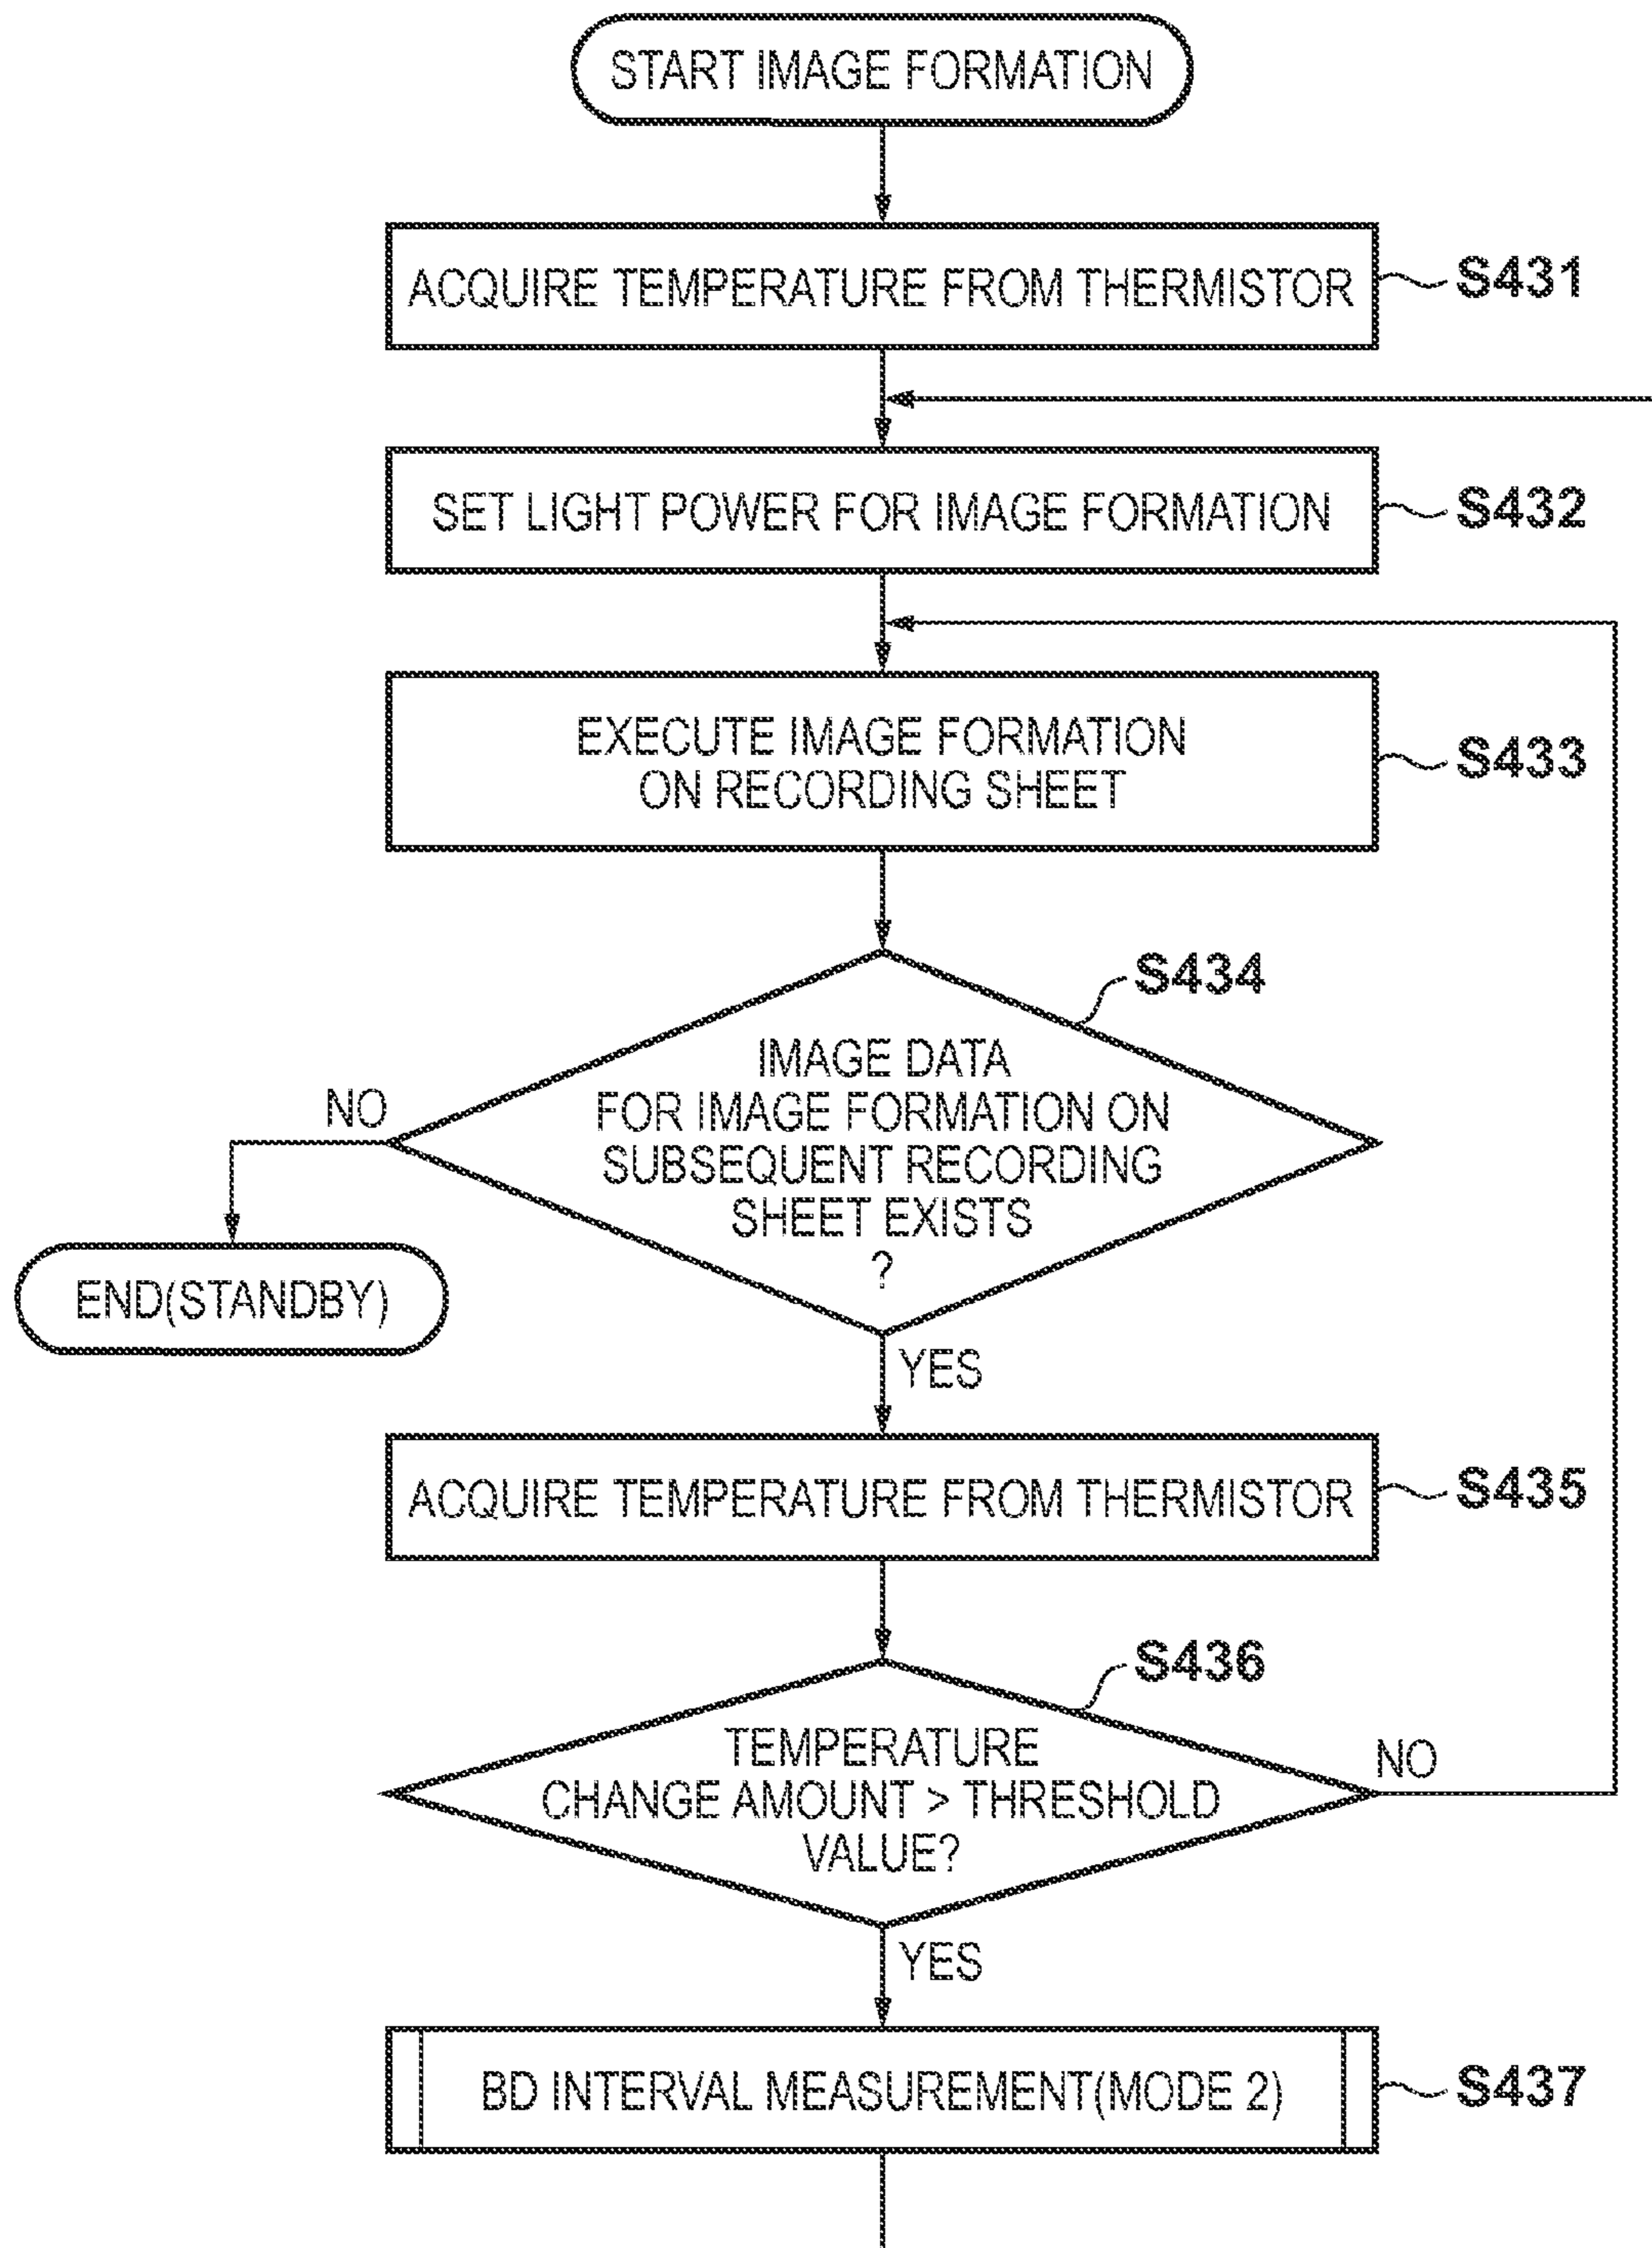 START IMAGE FORMATION
ACQUIRE TEMPERATURE FROM THERMISTOR
S431
SET LIGHT POWER FOR IMAGE FORMATION
S432
EXECUTE IMAGE FORMATION
ON RECORDING SHEET
S433
S434
IMAGE DATA
FOR IMAGE FORMATION ON
SUBSEQUENT RECORDING
SHEET EXISTS
?
NO
END(STANDBY)
YES
ACQUIRE TEMPERATURE FROM THERMISTOR
S435
S436
TEMPERATURE
CHANGE AMOUNT > THRESHOLD
VALUE?
NO
YES
BD INTERVAL MEASUREMENT(MODE 2)
S437